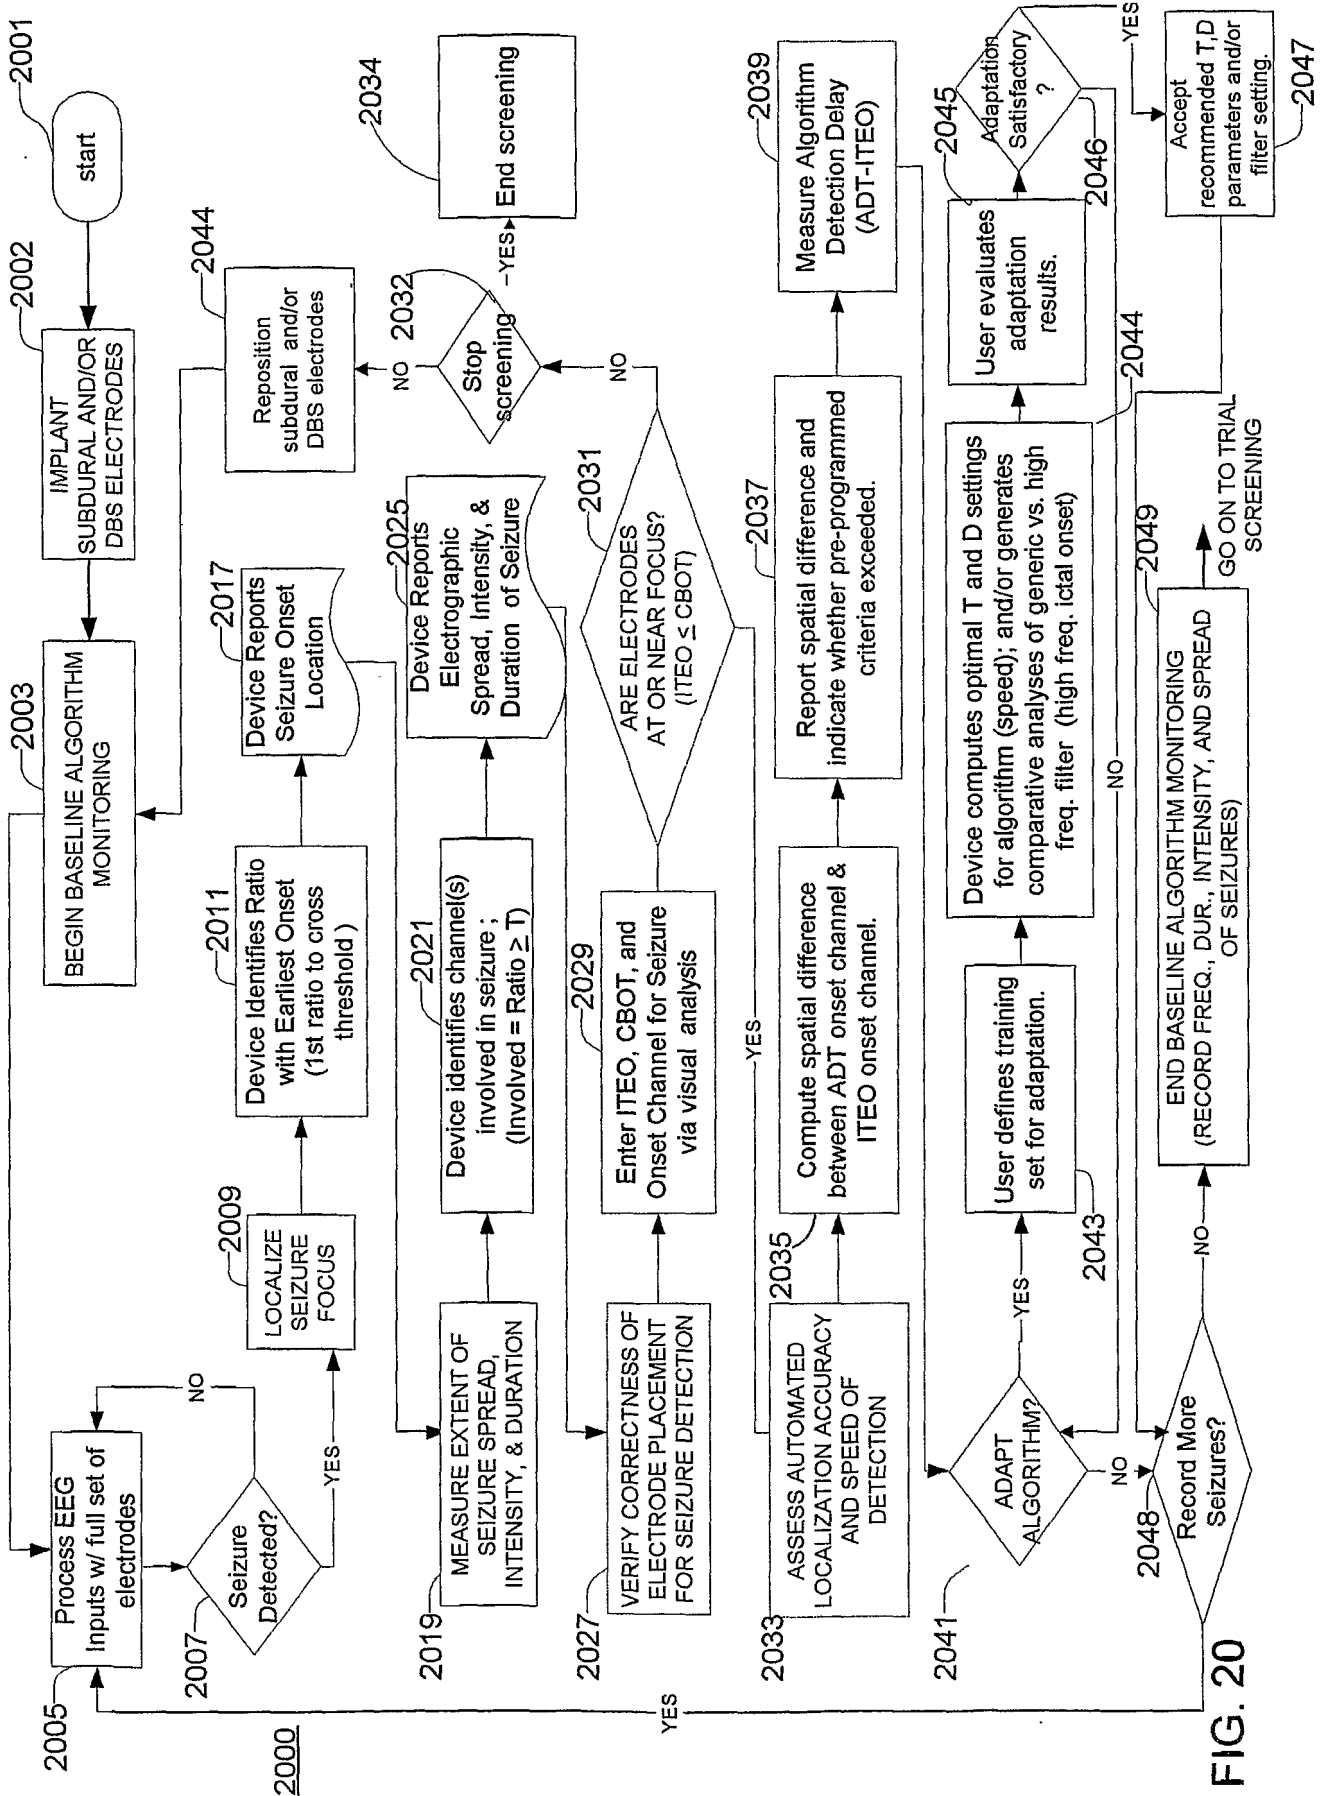 2001
start
2002
IMPLANT
SUBDURAL AND/OR
DBS ELECTRODES
2003
BEGIN BASELINE ALGORITHM
MONITORING
2005
Process EEG
Inputs w/ full set of
electrodes
2007
Seizure
Detected?
NO
YES
2009
LOCALIZE
SEIZURE
FOCUS
2011
Device Identifies Ratio
with Earliest Onset
(1st ratio to cross
threshold )
2017
Device Reports
Seizure Onset
Location
2044
Reposition
subdural and/or
DBS electrodes
2019
MEASURE EXTENT OF
SEIZURE SPREAD,
INTENSITY, & DURATION
2021
Device identifies channel(s)
involved in seizure ;
(Involved = Ratio ≥ T)
2025
Device Reports
Electrographic
Spread, Intensity, &
Duration of Seizure
NO
2032
Stop
screening
YES
2034
End screening
2027
VERIFY CORRECTNESS OF
ELECTRODE PLACEMENT
FOR SEIZURE DETECTION
2029
Enter ITEO, CBOT, and
Onset Channel for Seizure
via visual analysis
2031
ARE ELECTRODES
AT OR NEAR FOCUS?
(ITEO ≤ CBOT)
NO
YES
2033
ASSESS AUTOMATED
LOCALIZATION ACCURACY
AND SPEED OF
DETECTION
2035
Compute spatial difference
between ADT onset channel &
ITEO onset channel.
2037
Report spatial difference and
indicate whether pre-programmed
criteria exceeded.
2039
Measure Algorithm
Detection Delay
(ADT-ITEO)
2041
ADAPT
ALGORITHM?
YES
NO
2043
User defines training
set for adaptation.
2044
Device computes optimal T and D settings
for algorithm (speed); and/or generates
comparative analyses of generic vs. high
freq. filter (high freq. ictal onset)
2045
User evaluates
adaptation
results.
2046
Adaptation
Satisfactory
?
NO
YES
2047
Accept
recommended T,D
parameters and/or
filter setting.
2048
Record More
Seizures?
YES
NO
2049
END BASELINE ALGORITHM MONITORING
(RECORD FREQ., DUR., INTENSITY, AND SPREAD
OF SEIZURES)
GO ON TO TRIAL
SCREENING
2000
FIG. 20